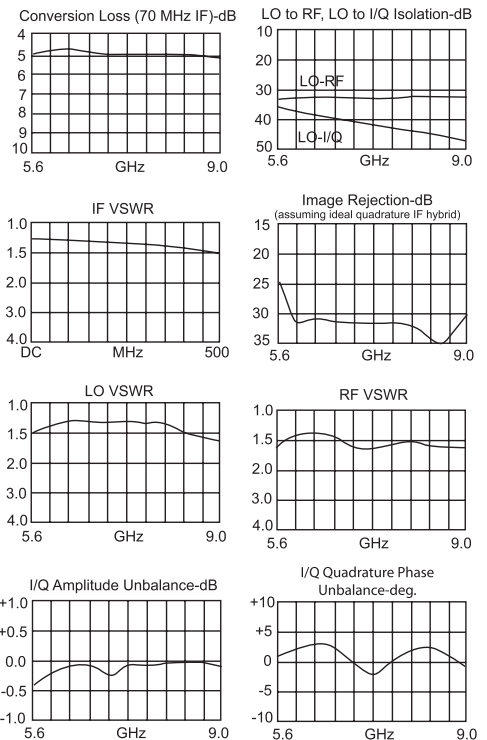 Conversion Loss (70 MHz IF)-dB
4
5
6
7
8
9
10
5.6 GHz 9.0
LO to RF, LO to I/Q Isolation-dB
10
20
30
40
50
LO-RF
LO-I/Q
5.6 GHz 9.0
IF VSWR
1.0
1.5
2.0
3.0
4.0
DC MHz 500
Image Rejection-dB
(assuming ideal quadrature IF hybrid)
15
20
25
30
35
5.6 GHz 9.0
LO VSWR
1.0
1.5
2.0
3.0
4.0
5.6 GHz 9.0
RF VSWR
1.0
1.5
2.0
3.0
4.0
5.6 GHz 9.0
I/Q Amplitude Unbalance-dB
+1.0
+0.5
0.0
-0.5
-1.0
5.6 GHz 9.0
I/Q Quadrature Phase
Unbalance-deg.
+10
+5
0
-5
-10
5.6 GHz 9.0